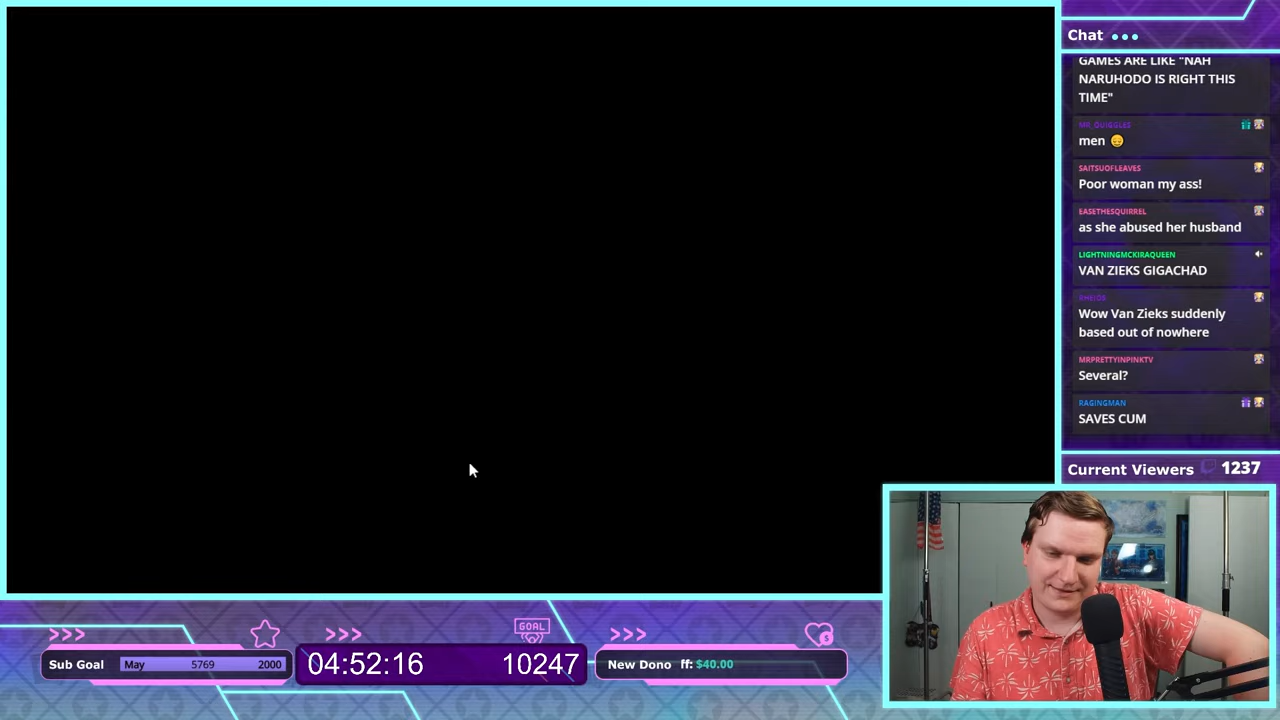 Chat
GAMES ARE LIKE "NAH
NARUHODO IS RIGHT THIS
TIME"
MR_QUIGGLES
men 😔
SAITSUOFLEAVES
Poor woman my ass!
EASETHESQUIRREL
as she abused her husband
LIGHTNINGMCKIRAQUEEN
VAN ZIEKS GIGACHAD
RHEIOS
Wow Van Zieks suddenly
based out of nowhere
MRPRETTYINPINKTV
Several?
RAGINGMAN
SAVES CUM
Current Viewers 1237
GOAL
Sub Goal May 5769 2000
04:52:16 10247
New Dono ff: $40.00